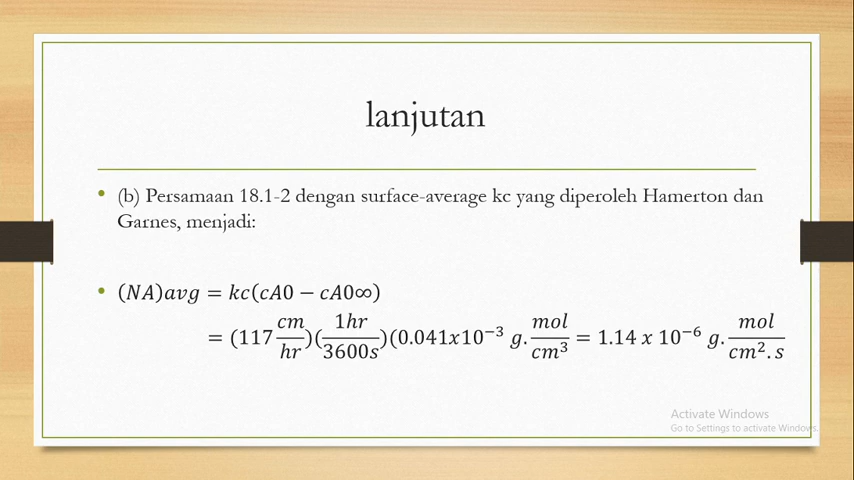 lanjutan
• (b) Persamaan 18.1-2 dengan surface-average kc yang diperoleh Hamerton dan
Garnes, menjadi:
• (NA)avg = kc(cA0 − cA0∞)
= (117 cm/hr)(1hr/3600s)(0.041x10⁻³ g. mol/cm³ = 1.14 x 10⁻⁶ g. mol/cm².s
Activate Windows
Go to Settings to activate Windows.